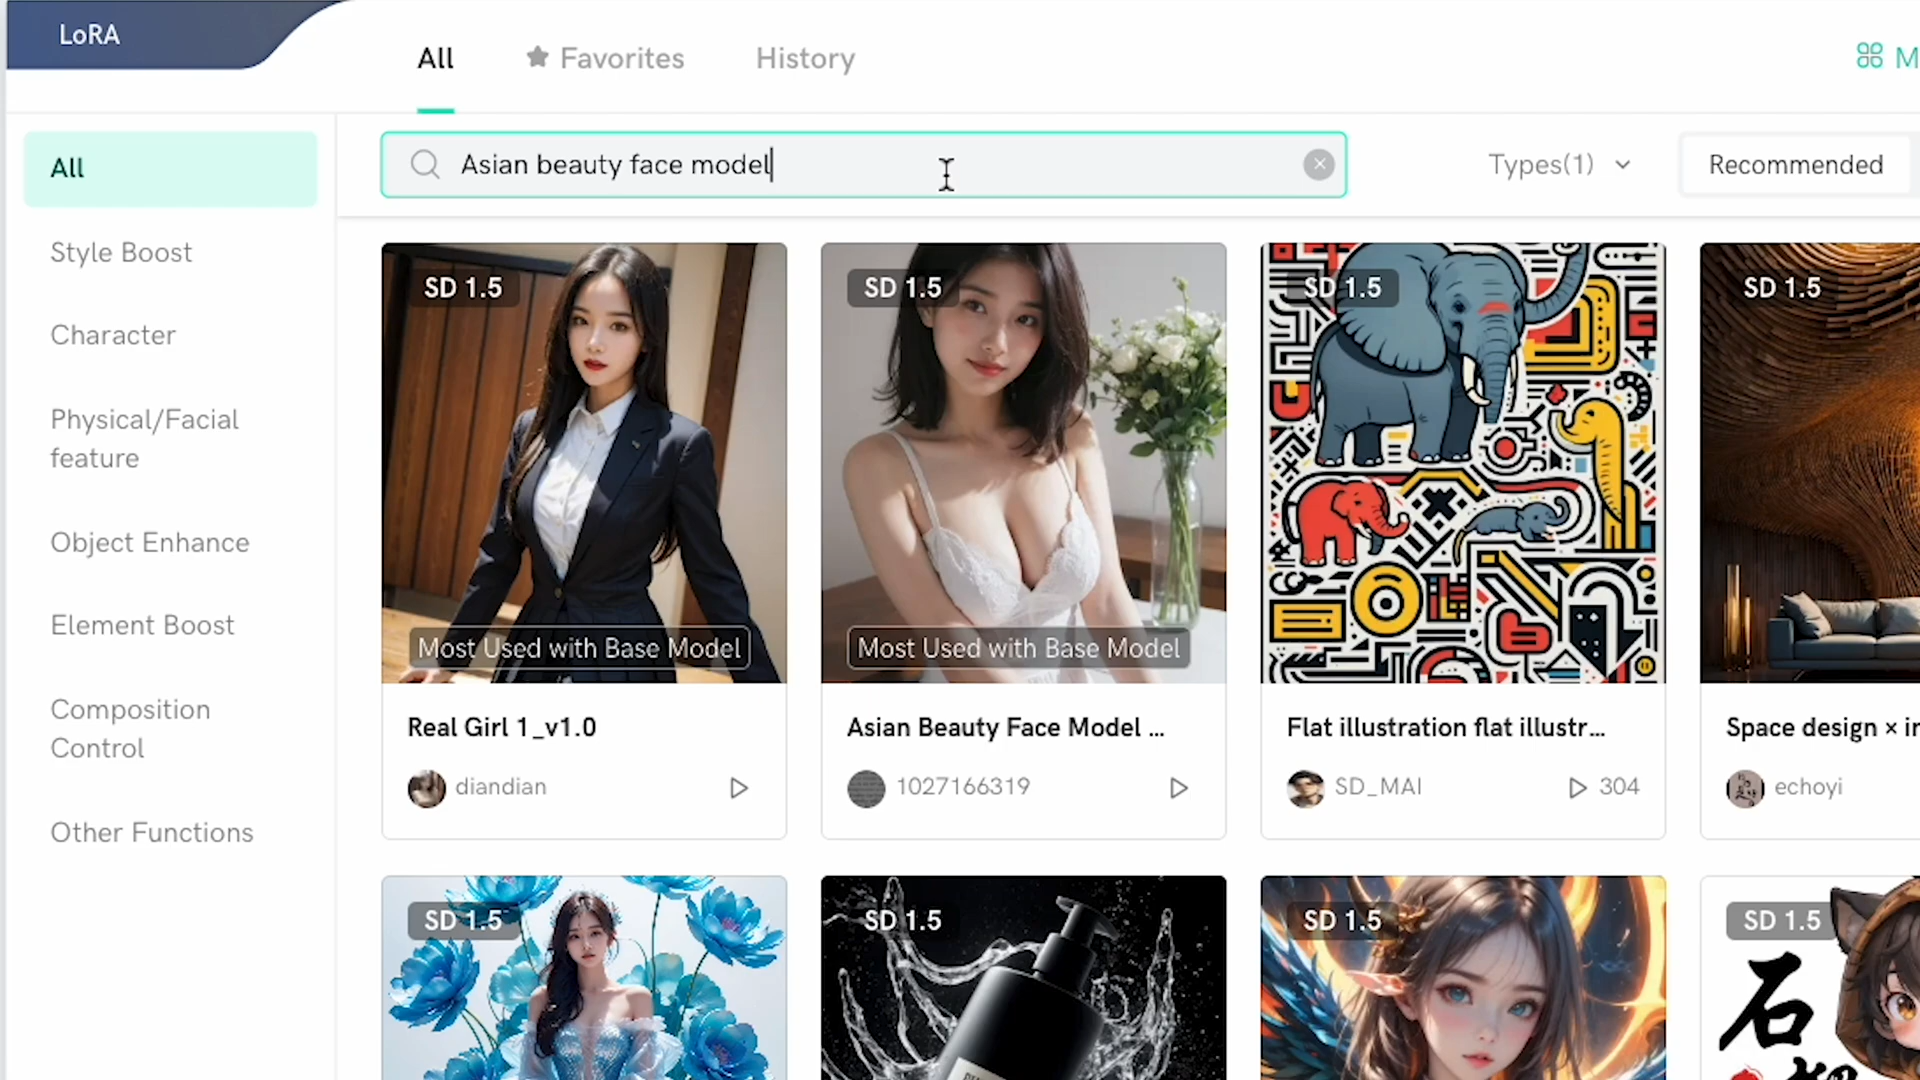 LoRA
All
Favorites
History
M
All
Style Boost
Character
Physical/Facial
feature
Object Enhance
Element Boost
Composition
Control
Other Functions
Asian beauty face model
Types(1)
Recommended
SD 1.5
Most Used with Base Model
Real Girl 1_v1.0
diandian
SD 1.5
Most Used with Base Model
Asian Beauty Face Model ...
1027166319
SD 1.5
Flat illustration flat illustr...
SD_MAI
304
SD 1.5
Space design × ir
echoyi
SD 1.5
SD 1.5
SD 1.5
SD 1.5
石